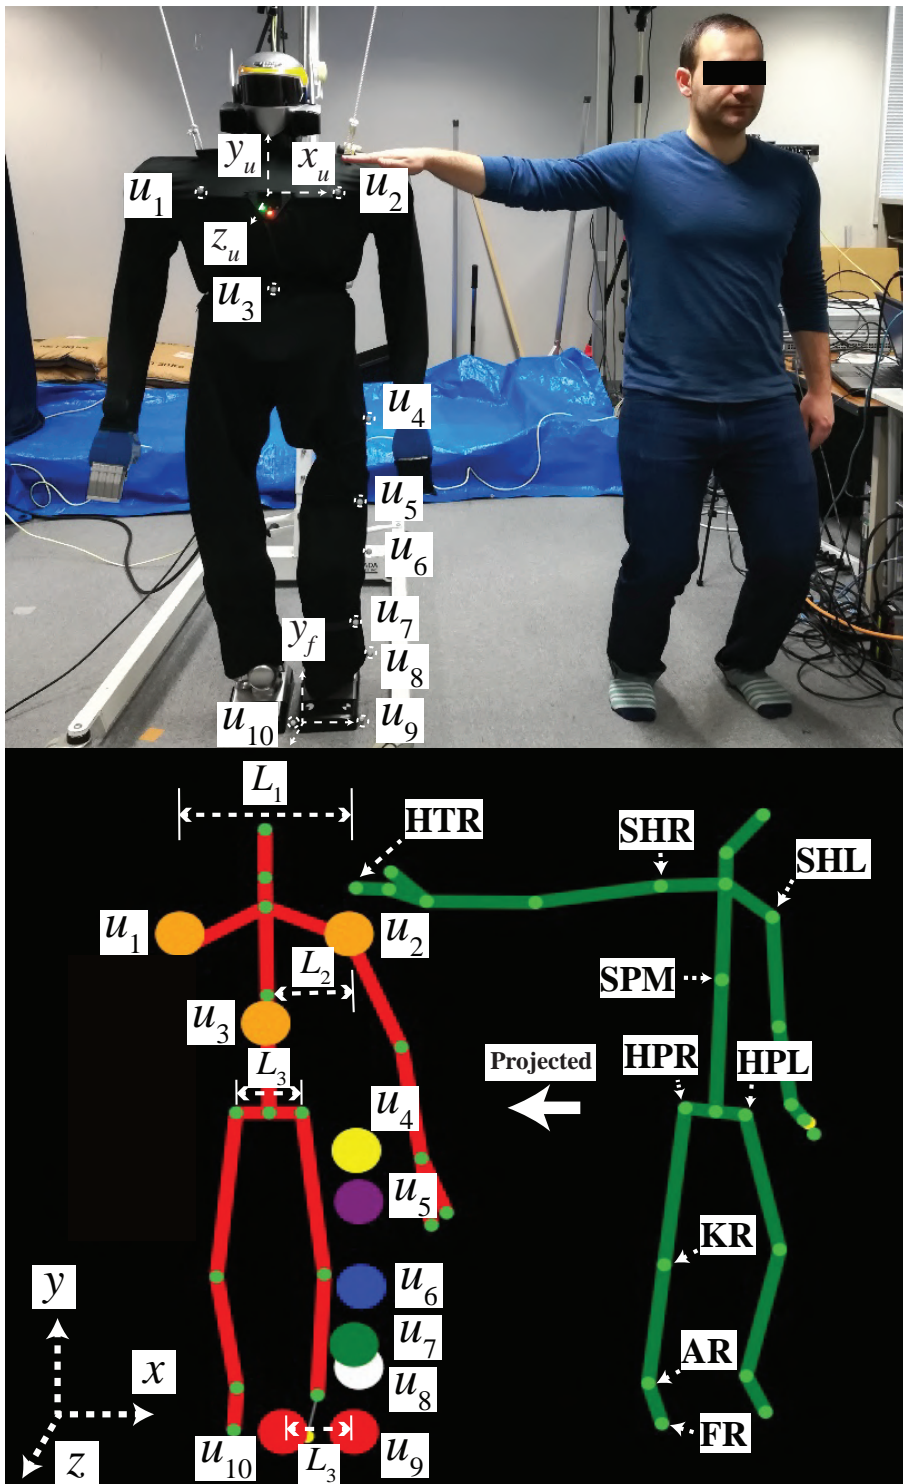 y_u
x_u
u_1
u_2
z_u
u_3
u_4
u_5
u_6
u_7
y_f
u_8
u_10
u_9
L_1
HTR
SHR
SHL
u_1
u_2
L_2
SPM
u_3
L_3
Projected
HPR
HPL
u_4
u_5
KR
y
u_6
u_7
x
AR
u_8
z
u_10
L_3
u_9
FR